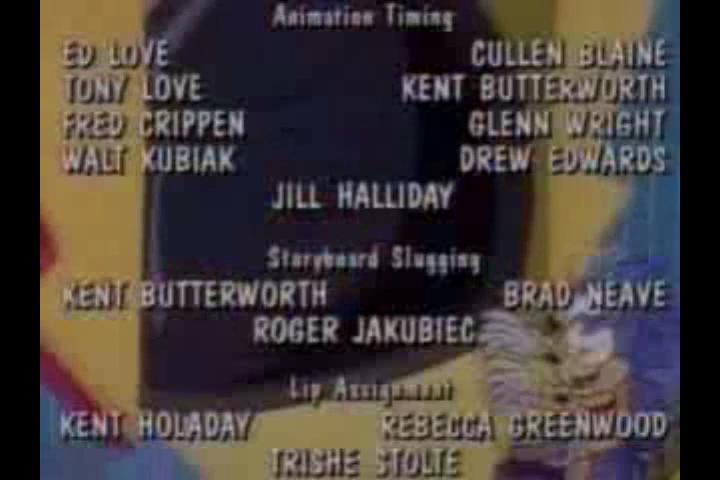 Animation Timing
ED LOVE CULLEN BLAINE
TONY LOVE KENT BUTTERWORTH
FRED CRIPPEN GLENN WRIGHT
WALT KUBIAK DREW EDWARDS
JILL HALLIDAY
Storyboard Slugging
KENT BUTTERWORTH BRAD NEAVE
ROGER JAKUBIEC
Lip Assignment
KENT HOLADAY REBECCA GREENWOOD
TRISHE STOLTE